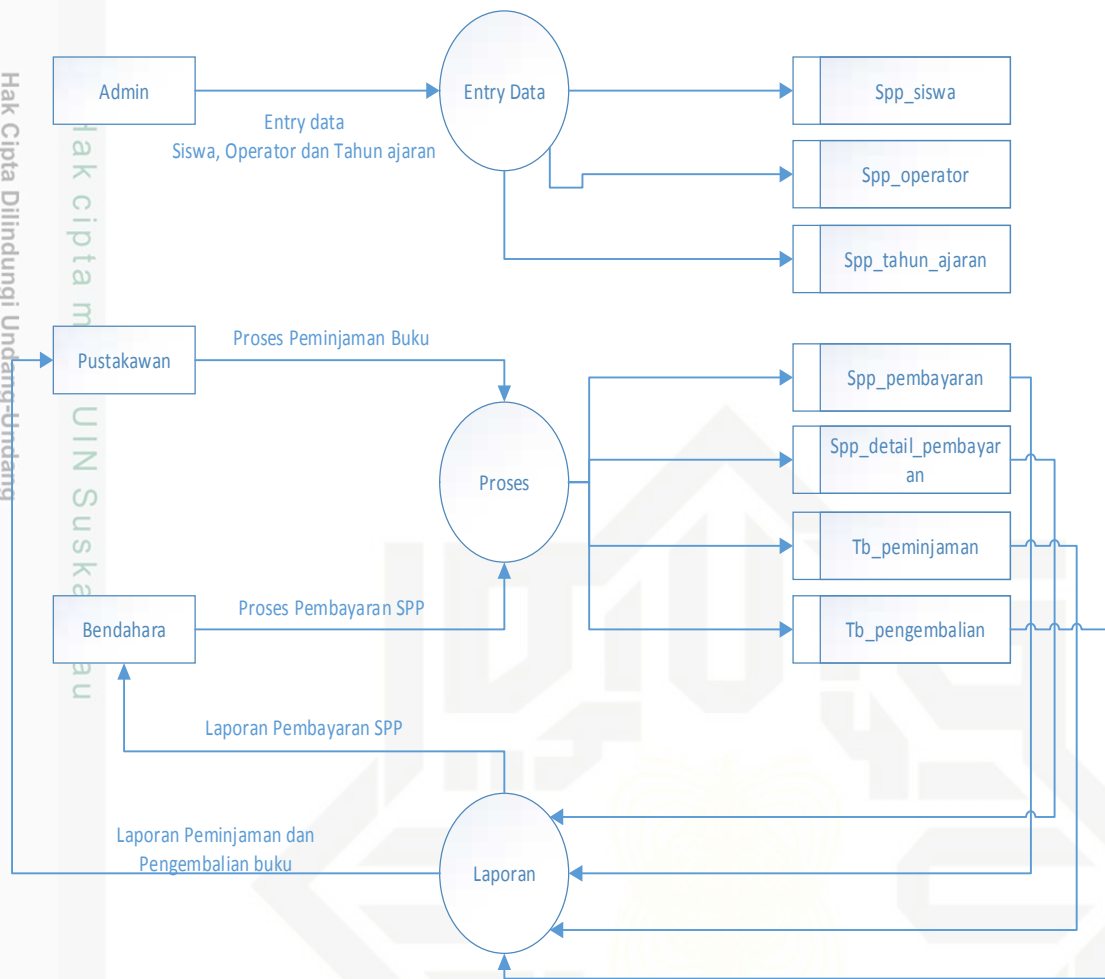 Admin
Entry Data
Spp_siswa
Entry data
Siswa, Operator dan Tahun ajaran
Spp_operator
Spp_tahun_ajaran
Pustakawan
Proses Peminjaman Buku
Spp_pembayaran
Spp_detail_pembayar
an
Proses
Tb_peminjaman
Bendahara
Proses Pembayaran SPP
Tb_pengembalian
Laporan Pembayaran SPP
Laporan Peminjaman dan
Pengembalian buku
Laporan
Hak Cipta Dilindungi Undang-Undang
Hak cipta m UIN Suska au